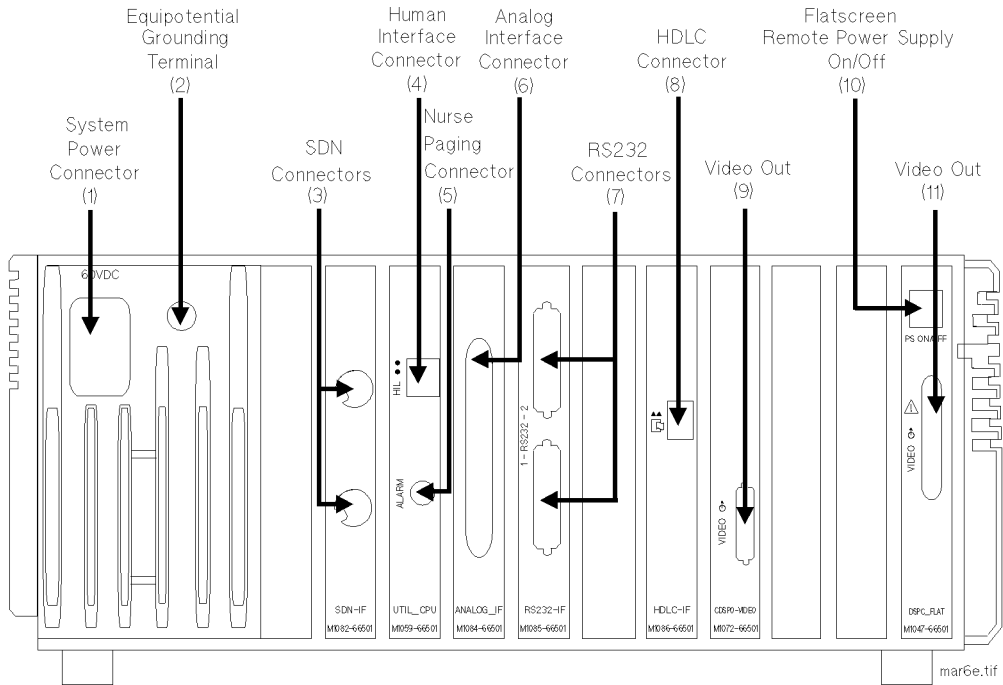 Equipotential
Grounding
Terminal
(2)
Human
Interface
Connector
(4)
Analog
Interface
Connector
(6)
HDLC
Connector
(8)
Flatscreen
Remote Power Supply
On/Off
(10)
System
Power
Connector
(1)
SDN
Connectors
(3)
Nurse
Paging
Connector
(5)
RS232
Connectors
(7)
Video Out
(9)
Video Out
(11)
60VDC
HIL
ALARM
1-RS232-2
VIDEO
PS ON/OFF
VIDEO
SDN-IF
M1082-66501
UTIL_CPU
M1059-66501
ANALOG_IF
M1084-66501
RS232-IF
M1085-66501
HDLC-IF
M1086-66501
CDSPO-VIDEO
M1072-66501
DSPC_FLAT
M1047-66501
mar6e.tif